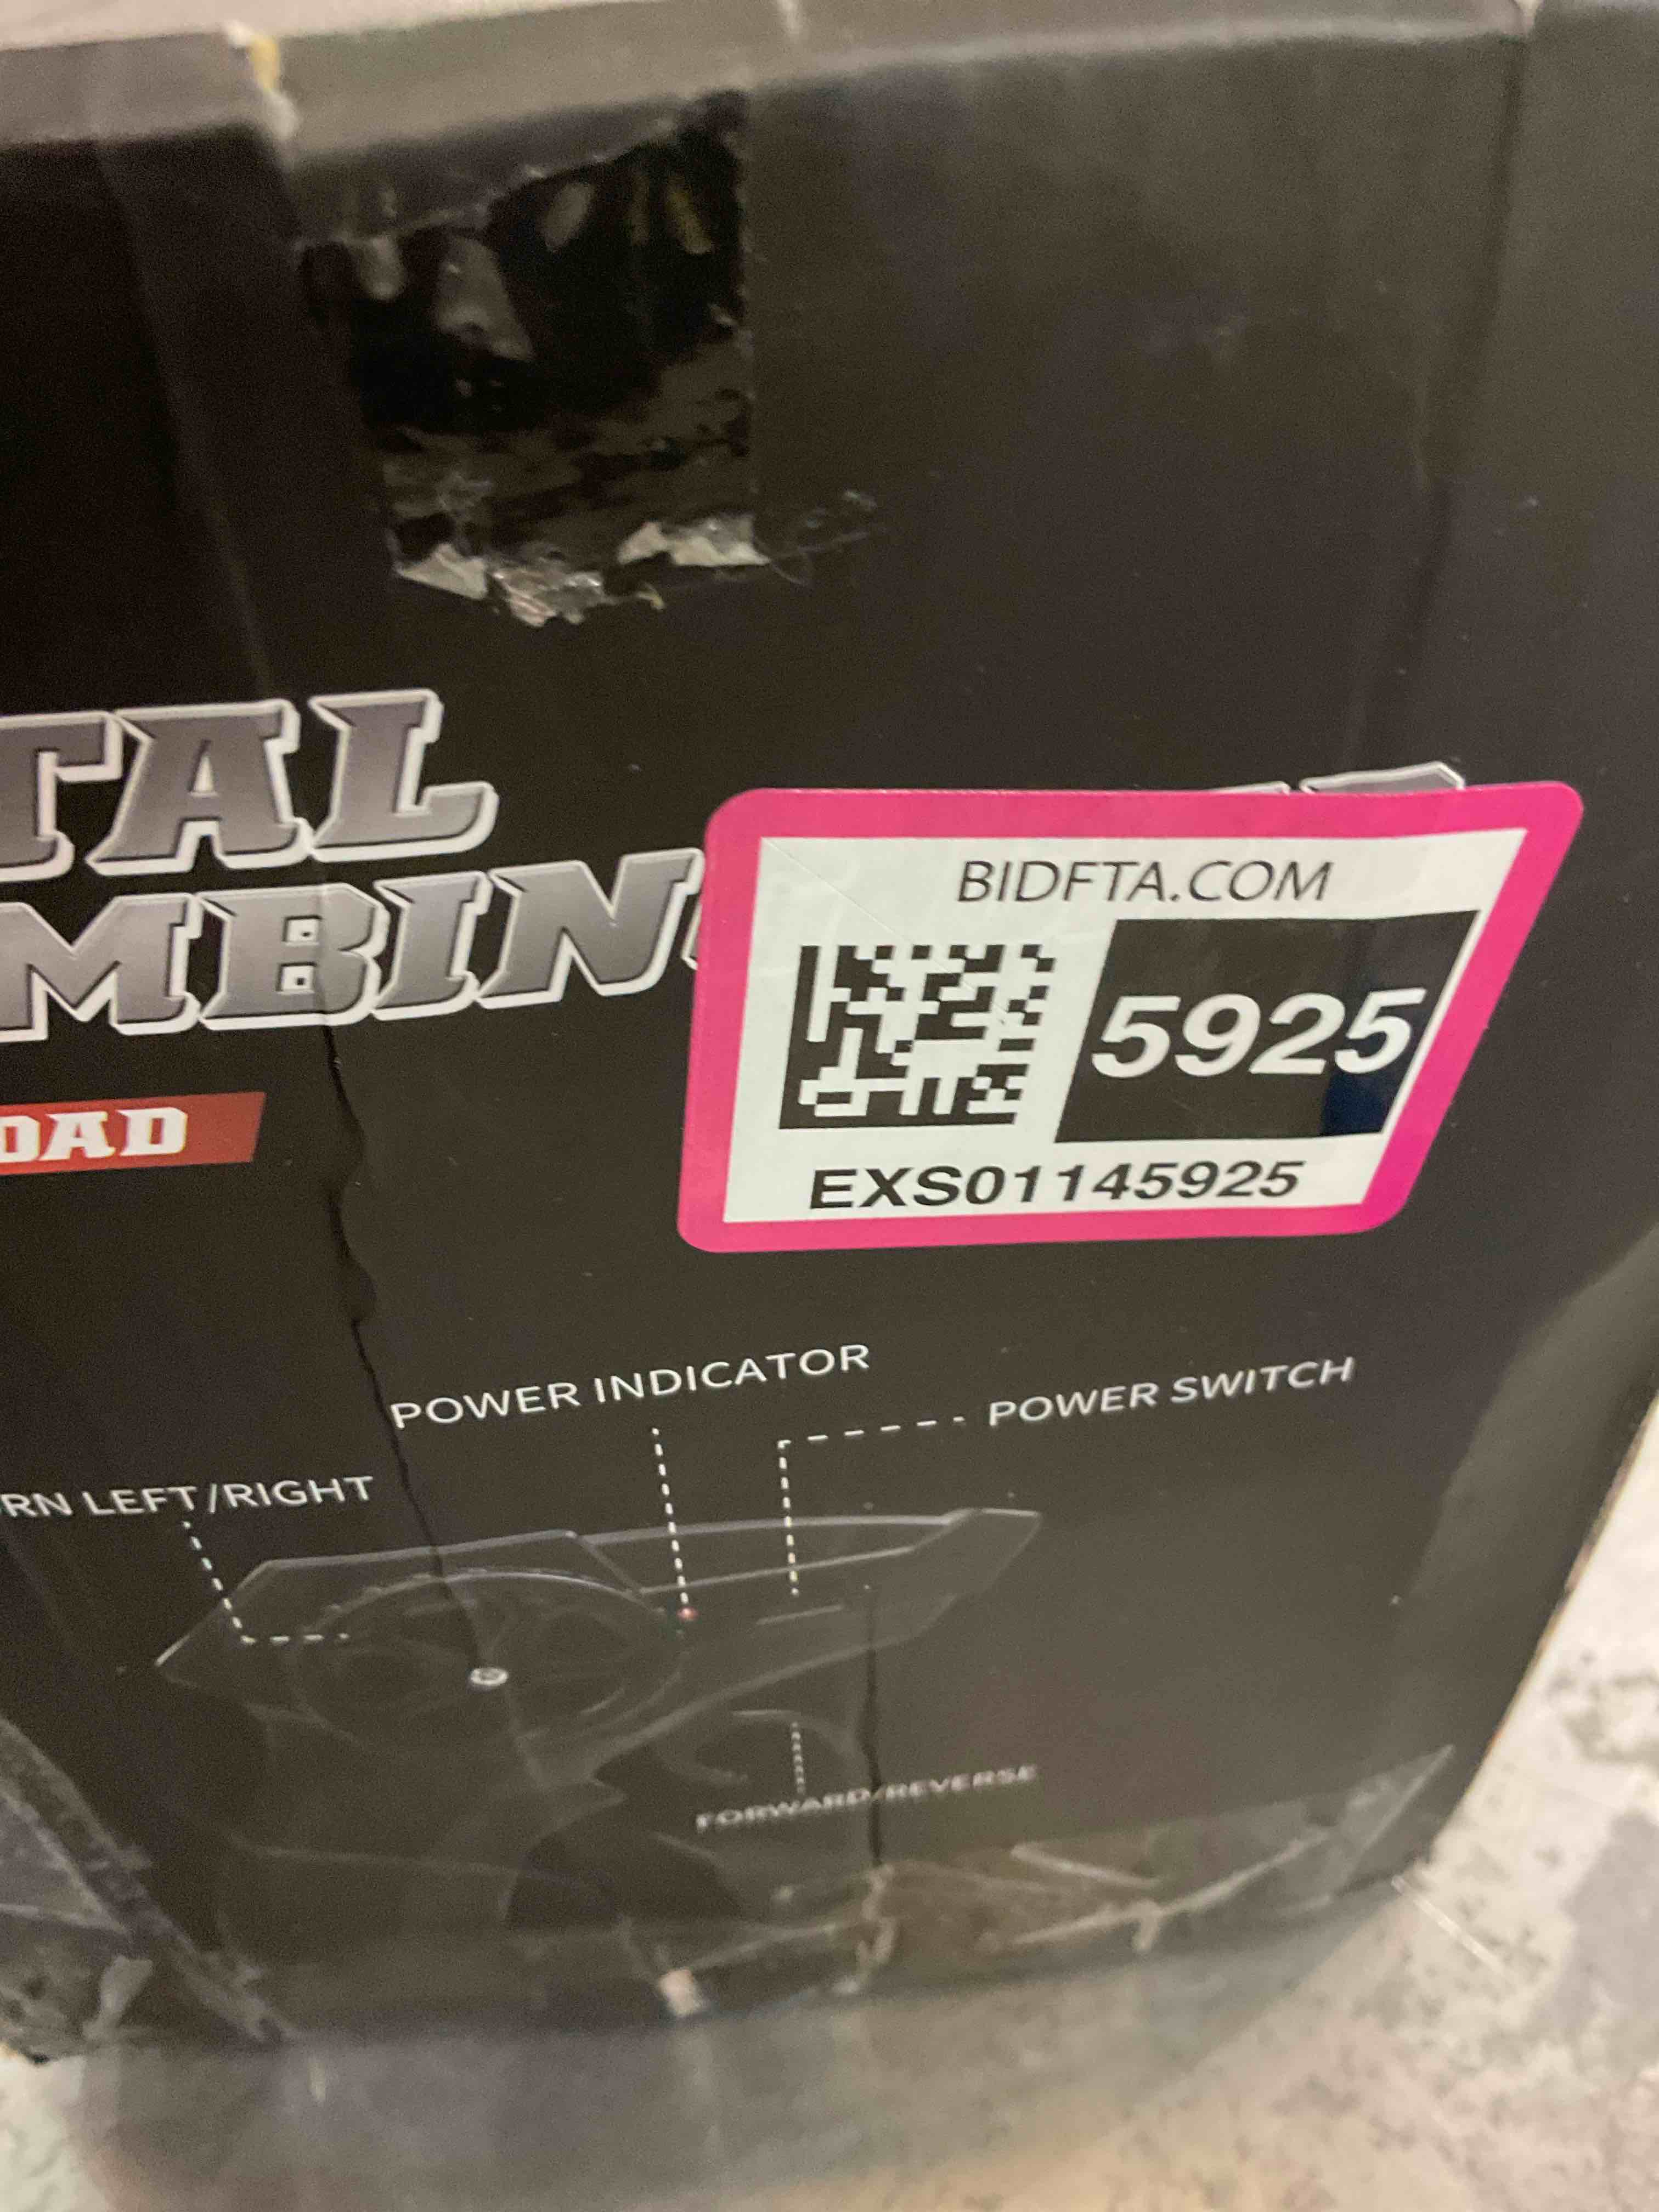 TAL
MBIN
OAD
BIDFTA.COM
5925
EXS01145925
POWER INDICATOR
POWER SWITCH
RN LEFT/RIGHT
FORWARD/REVERSE